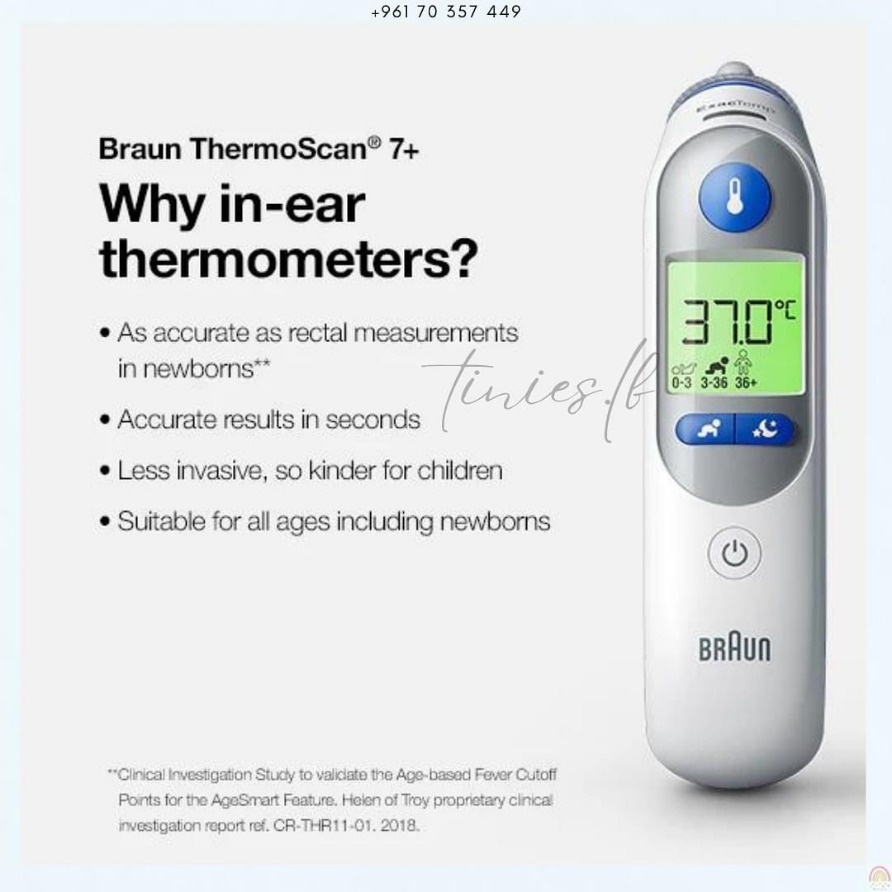 +961 70 357 449
Braun ThermoScan® 7+
Why in-ear
thermometers?
• As accurate as rectal measurements
in newborns**
• Accurate results in seconds
• Less invasive, so kinder for children
• Suitable for all ages including newborns
**Clinical Investigation Study to validate the Age-based Fever Cutoff
Points for the AgeSmart Feature. Helen of Troy proprietary clinical
investigation report ref. CR-THR11-01. 2018.
tinies.lb
ExacTemp
37.0°C
0-3 3-36 36+
BRAUN